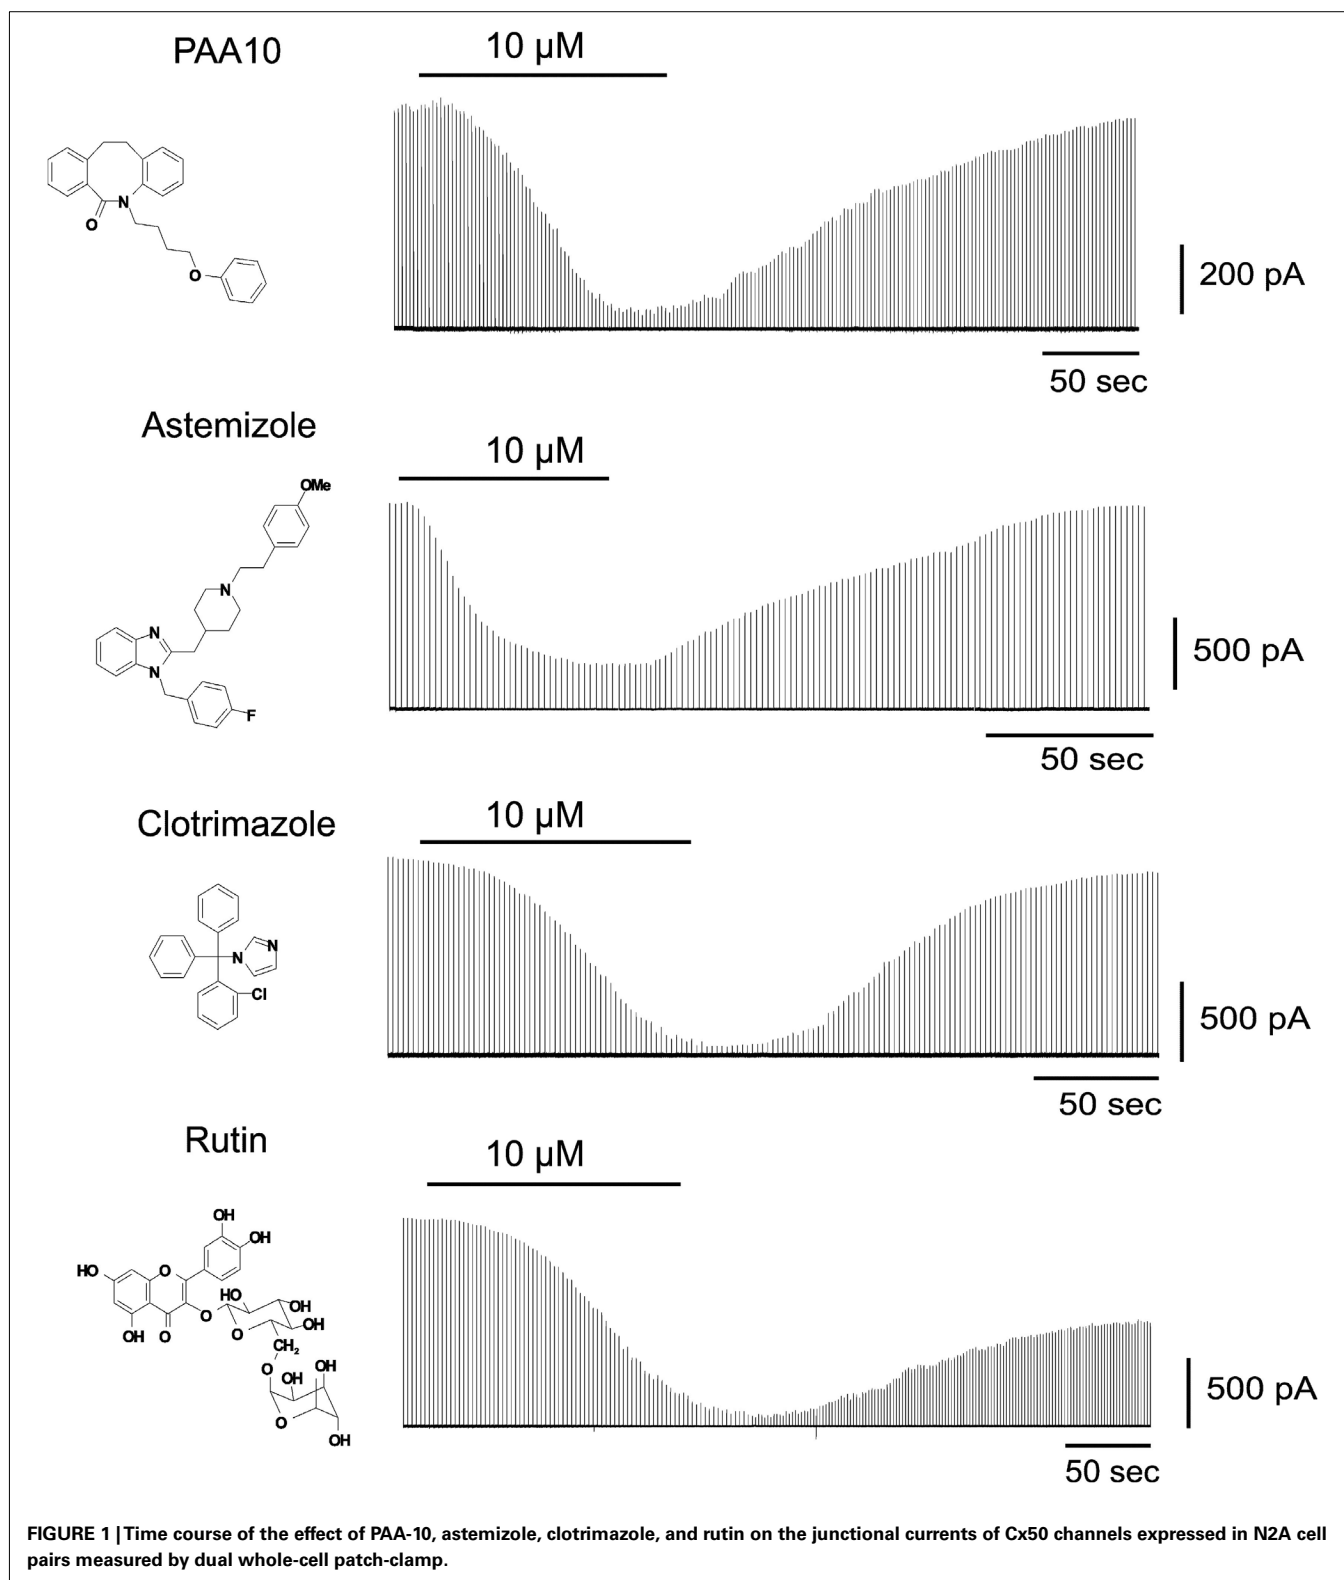 PAA10
10 µM
N
O
O
200 pA
50 sec
Astemizole
10 µM
OMe
N
N
N
F
500 pA
50 sec
Clotrimazole
10 µM
N
N
Cl
500 pA
50 sec
Rutin
10 µM
OH
OH
HO
O
HO
OH
O
OH
OH
O
O
CH₂
O
OH
OH
O
OH
500 pA
50 sec
FIGURE 1 | Time course of the effect of PAA-10, astemizole, clotrimazole, and rutin on the junctional currents of Cx50 channels expressed in N2A cell
pairs measured by dual whole-cell patch-clamp.